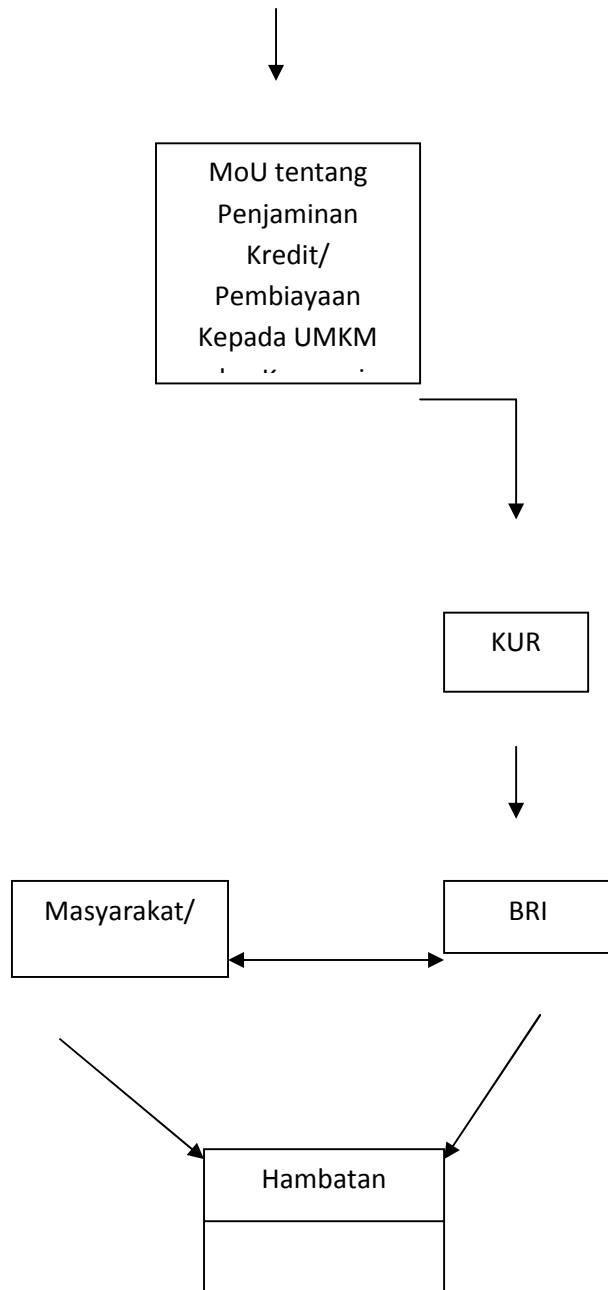 MoU tentang
Penjaminan
Kredit/
Pembiayaan
Kepada UMKM
KUR
Masyarakat/
BRI
Hambatan